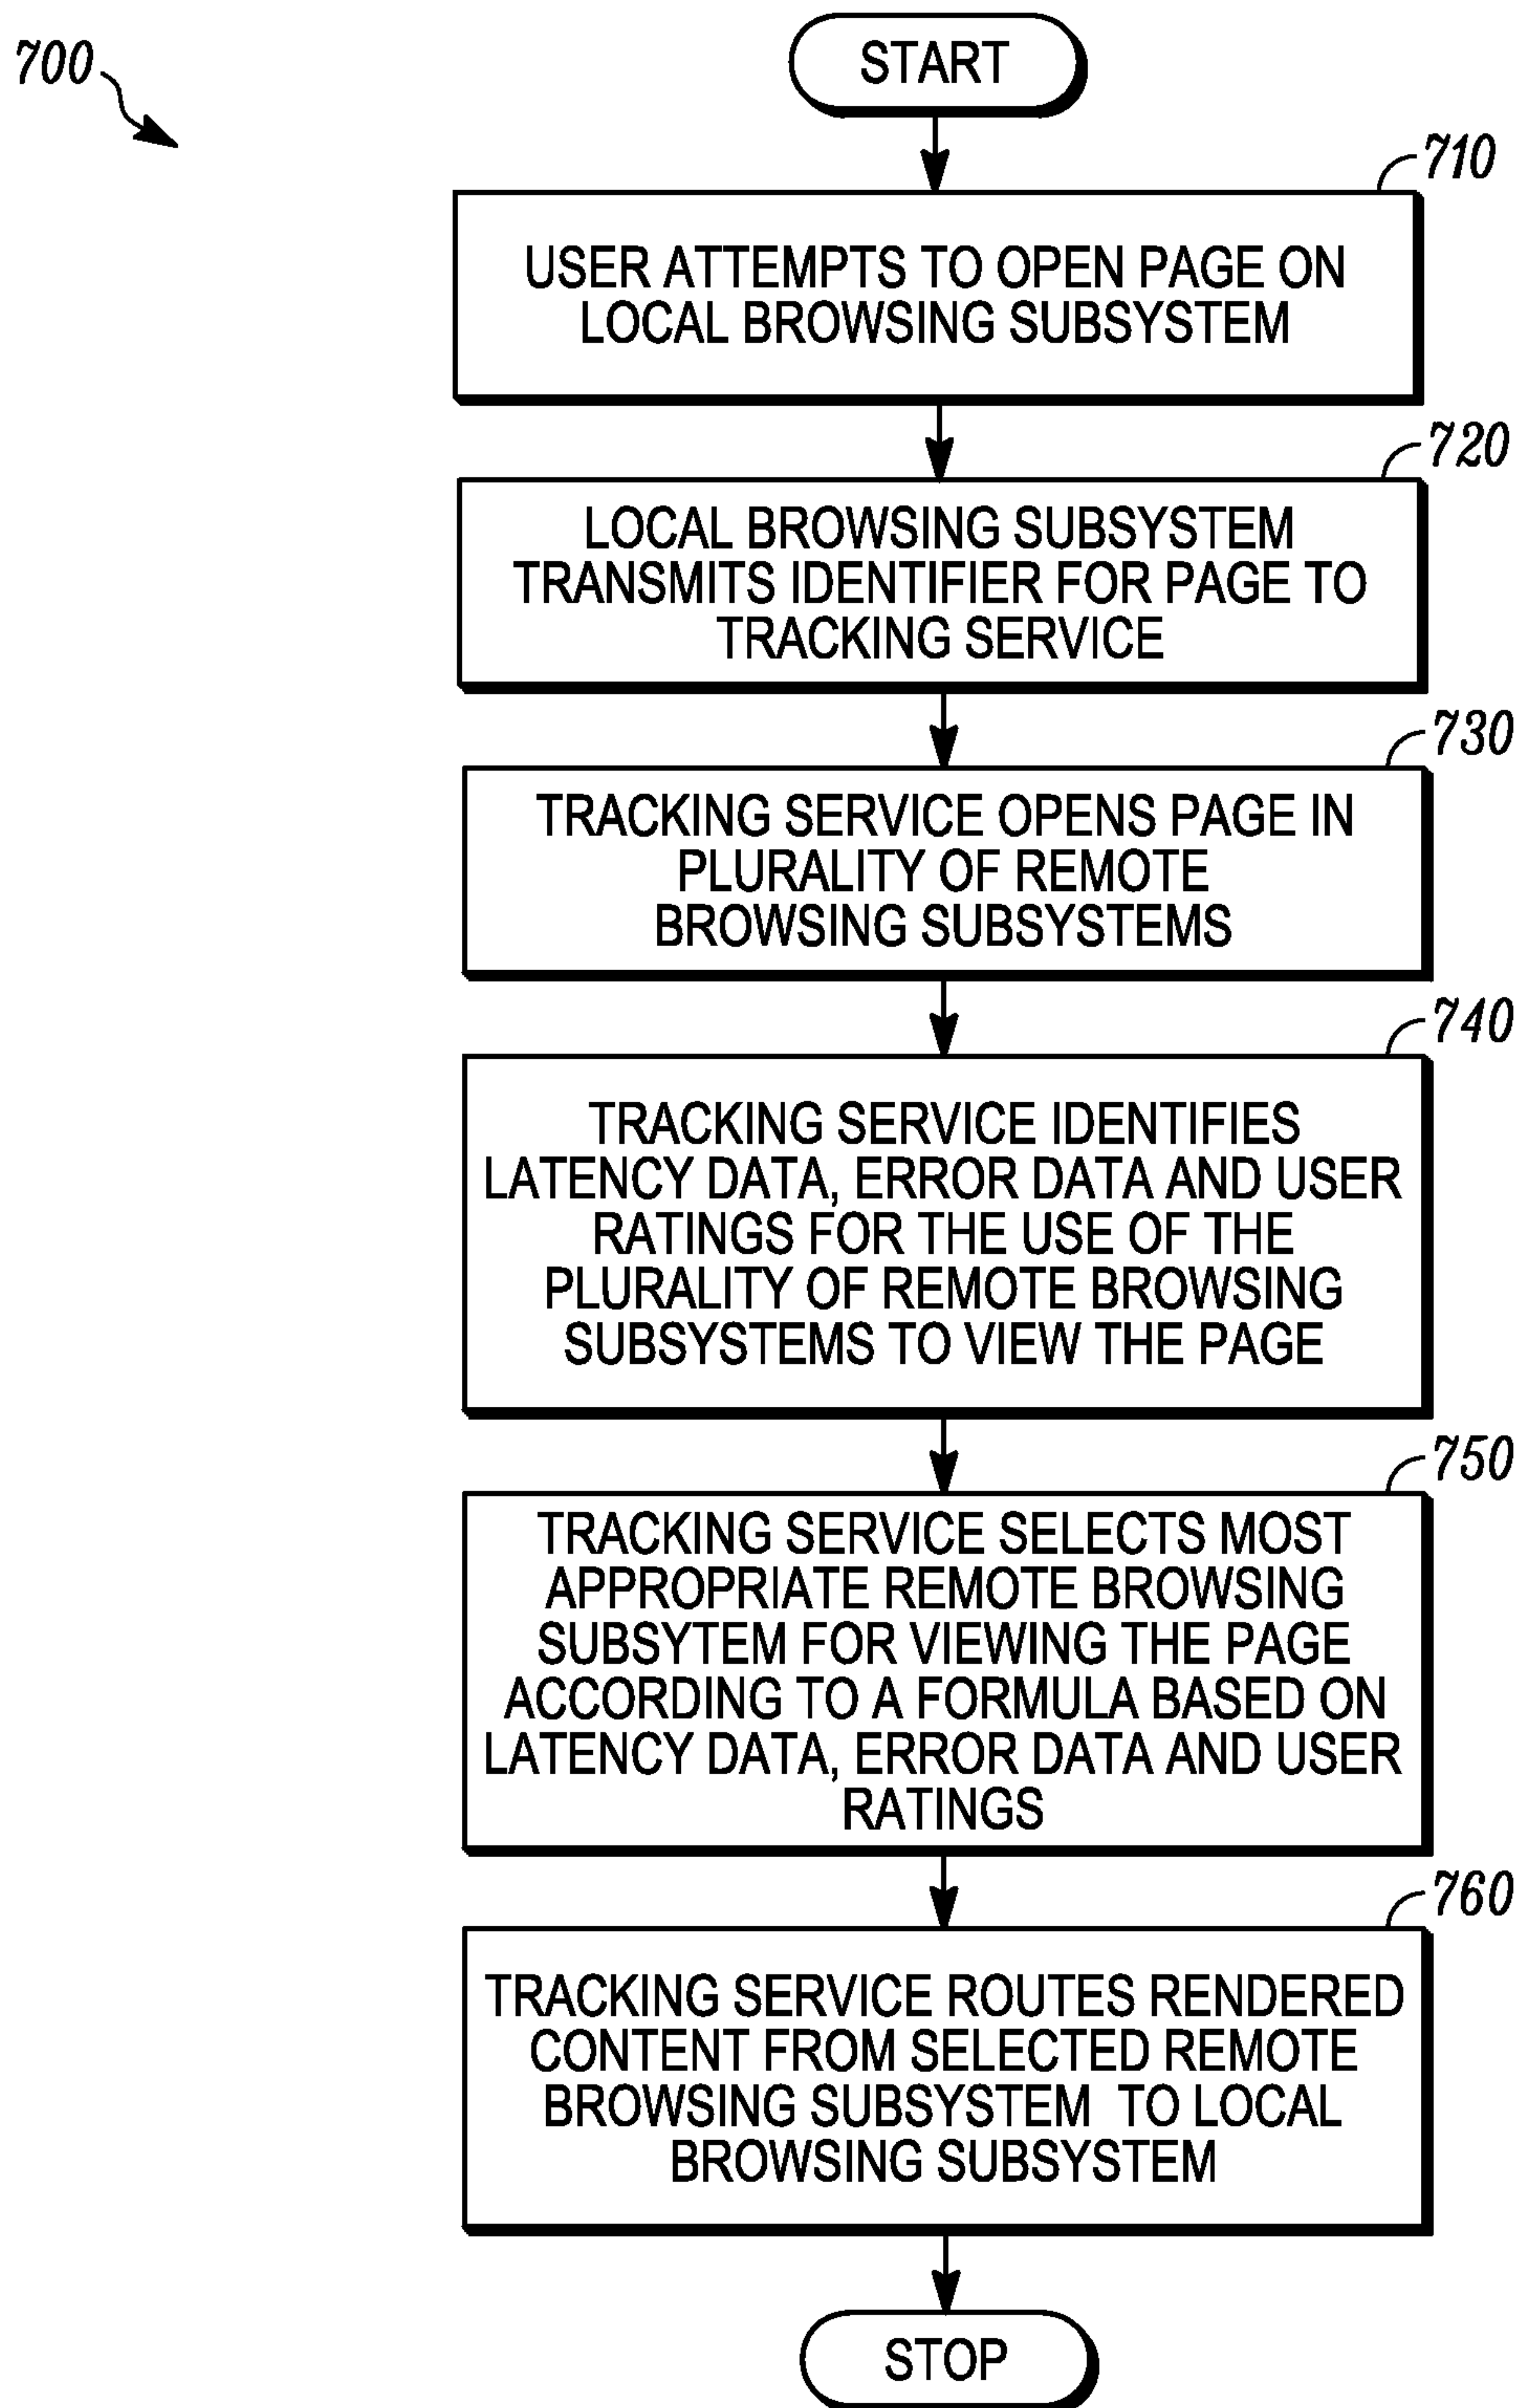 700
START
710
USER ATTEMPTS TO OPEN PAGE ON
LOCAL BROWSING SUBSYSTEM
720
LOCAL BROWSING SUBSYSTEM
TRANSMITS IDENTIFIER FOR PAGE TO
TRACKING SERVICE
730
TRACKING SERVICE OPENS PAGE IN
PLURALITY OF REMOTE
BROWSING SUBSYSTEMS
740
TRACKING SERVICE IDENTIFIES
LATENCY DATA, ERROR DATA AND USER
RATINGS FOR THE USE OF THE
PLURALITY OF REMOTE BROWSING
SUBSYSTEMS TO VIEW THE PAGE
750
TRACKING SERVICE SELECTS MOST
APPROPRIATE REMOTE BROWSING
SUBSYTEM FOR VIEWING THE PAGE
ACCORDING TO A FORMULA BASED ON
LATENCY DATA, ERROR DATA AND USER
RATINGS
760
TRACKING SERVICE ROUTES RENDERED
CONTENT FROM SELECTED REMOTE
BROWSING SUBSYSTEM TO LOCAL
BROWSING SUBSYSTEM
STOP